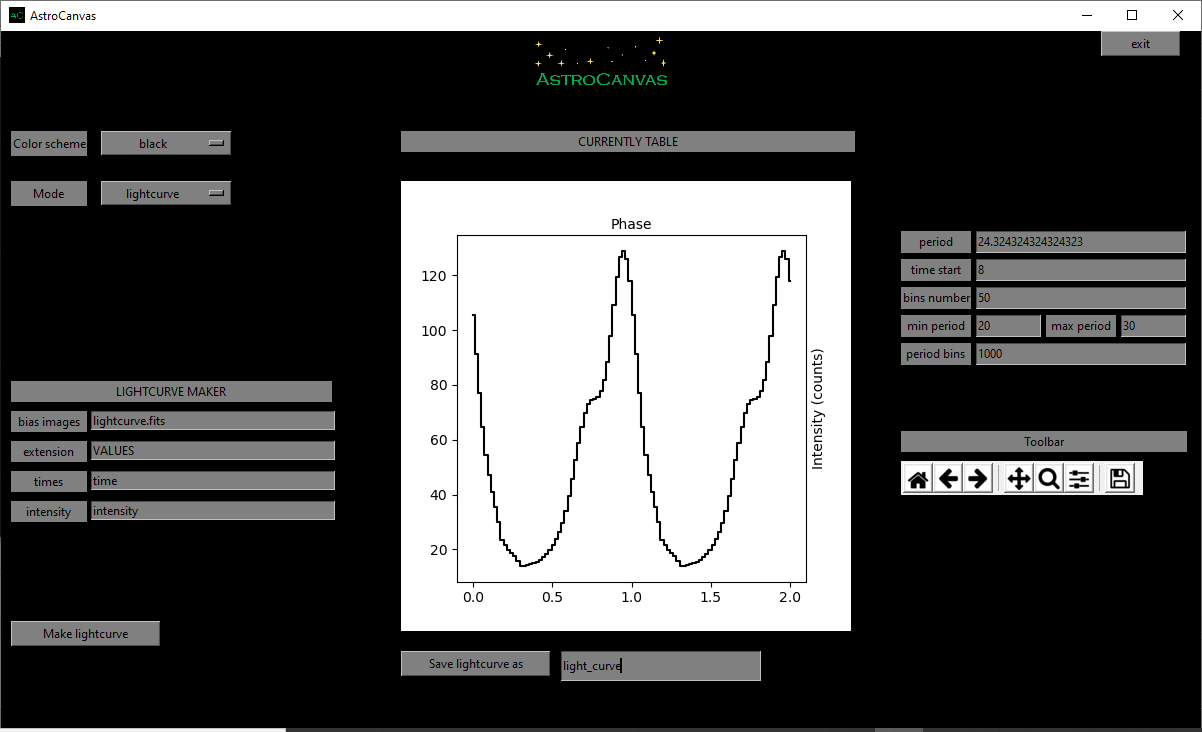 AC AstroCanvas
exit
ASTROCANVAS
Color scheme black
CURRENTLY TABLE
Mode lightcurve
Phase
120
100
80
60
40
20
0.0 0.5 1.0 1.5 2.0
Intensity (counts)
period 24.324324324324323
time start 8
bins number 50
min period 20 max period 30
period bins 1000
LIGHTCURVE MAKER
bias images lightcurve.fits
extension VALUES
times time
intensity intensity
Toolbar
Make lightcurve
Save lightcurve as light_curve